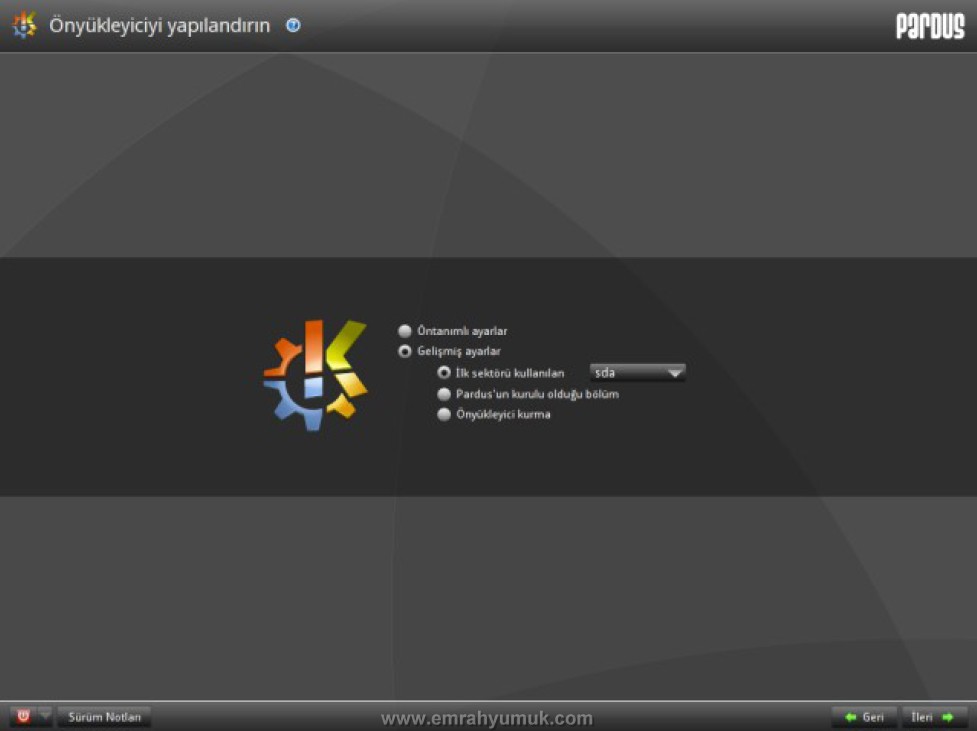 Önyükleyiciyi yapılandırın ?
PARDUS
Öntanımlı ayarlar
Gelişmiş ayarlar
İlk sektörü kullanılan sda
Pardus'un kurulu olduğu bölüm
Önyükleyici kurma
Sürüm Notları
www.emrahyumuk.com
Geri
İleri